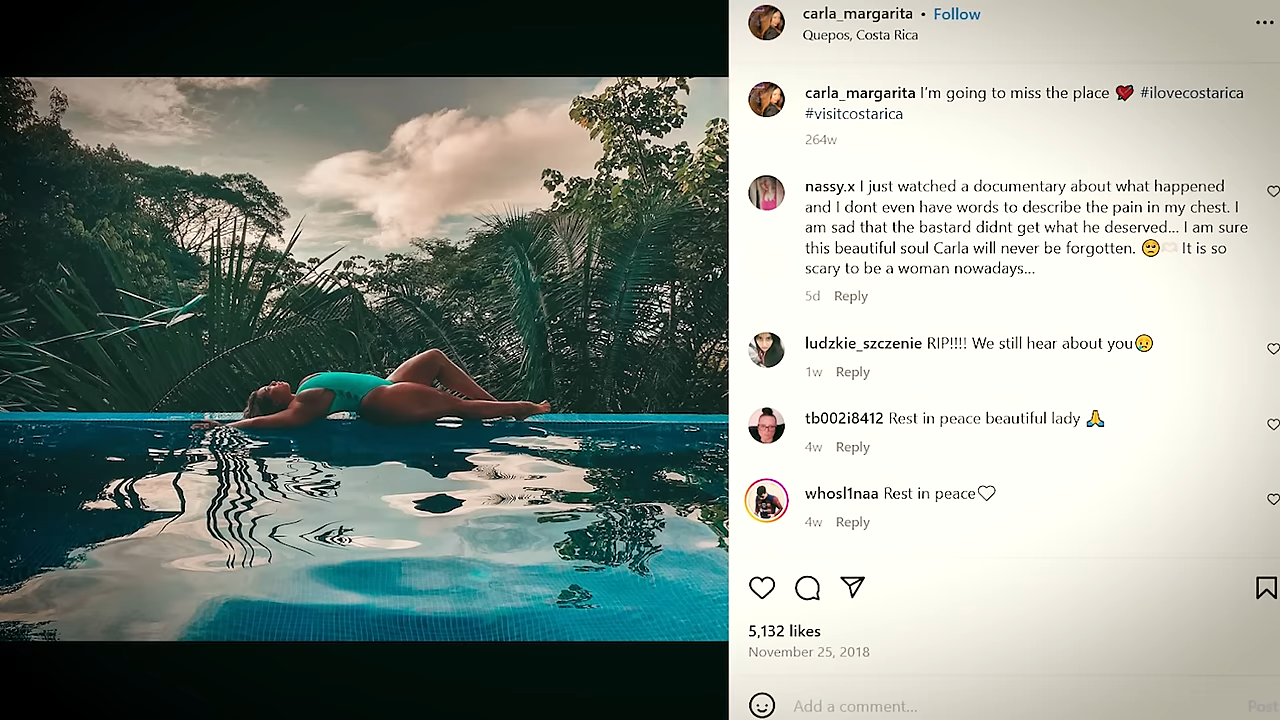 carla_margarita • Follow
Quepos, Costa Rica
carla_margarita I'm going to miss the place ❤️ #ilovecostarica
#visitcostarica
264w
nassy.x I just watched a documentary about what happened
and I dont even have words to describe the pain in my chest. I
am sad that the bastard didnt get what he deserved... I am sure
this beautiful soul Carla will never be forgotten. 🥺🫶🏻 It is so
scary to be a woman nowadays...
5d Reply
ludzkie_szczenie RIP!!!! We still hear about you😥
1w Reply
tb002i8412 Rest in peace beautiful lady 🙏
4w Reply
whosl1naa Rest in peace🤍
4w Reply
5,132 likes
November 25, 2018
Add a comment...
Post